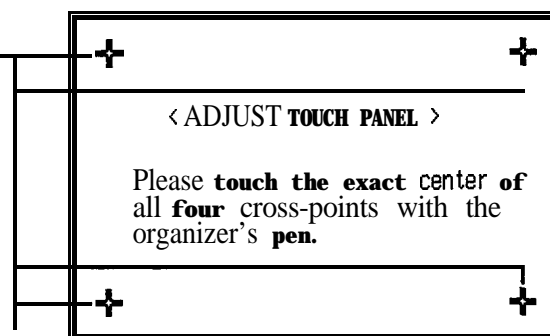 < ADJUST TOUCH PANEL >
Please touch the exact center of
all four cross-points with the
organizer's pen.